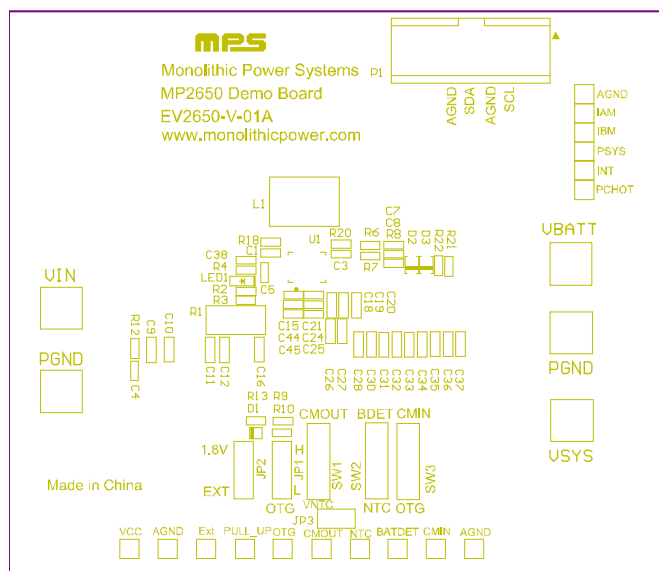 mps
Monolithic Power Systems
MP2650 Demo Board
EV2650-V-01A
www.monolithicpower.com
P1
AGND
SDA
AGND
SCL
AGND
IAM
IBM
PSYS
INT
PCHOT
L1
R18
C1
U1
R20
C3
R6
R7
C7
C8
R8
D2
D3
R22
R21
VBATT
C38
R4
LED1
R2
R3
C5
R1
VIN
PGND
R12
C9
C10
C4
C11
C12
C16
C15
C44
C45
C21
C24
C25
C18
C19
C20
C26
C27
C28
C30
C31
C32
C33
C34
C35
C36
C37
PGND
VSYS
R13
D1
R9
R10
CMOUT
BDET
CMIN
1.8V
EXT
JP2
JP1
H
L
OTG
SW1
SW2
SW3
NTC
OTG
VNTC
JP3
Made in China
VCC
AGND
Ext
PULL_UP
OTG
CMOUT
NTC
BATDET
CMIN
AGND